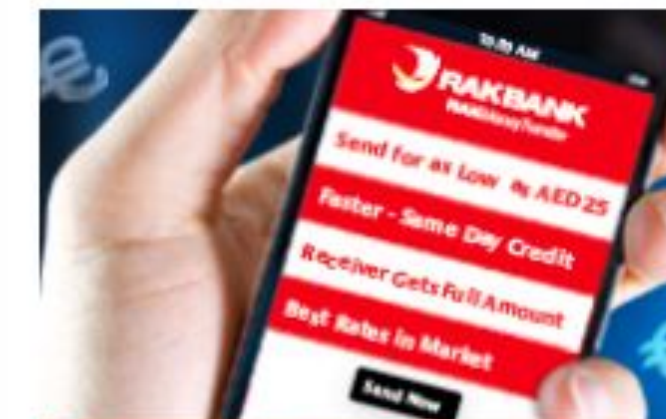 10:09 AM
RAKBANK
RAKMoneyTransfer
Send for as Low as AED 25
Faster - Same Day Credit
Receiver Gets Full Amount
Best Rates in Market
Send Now